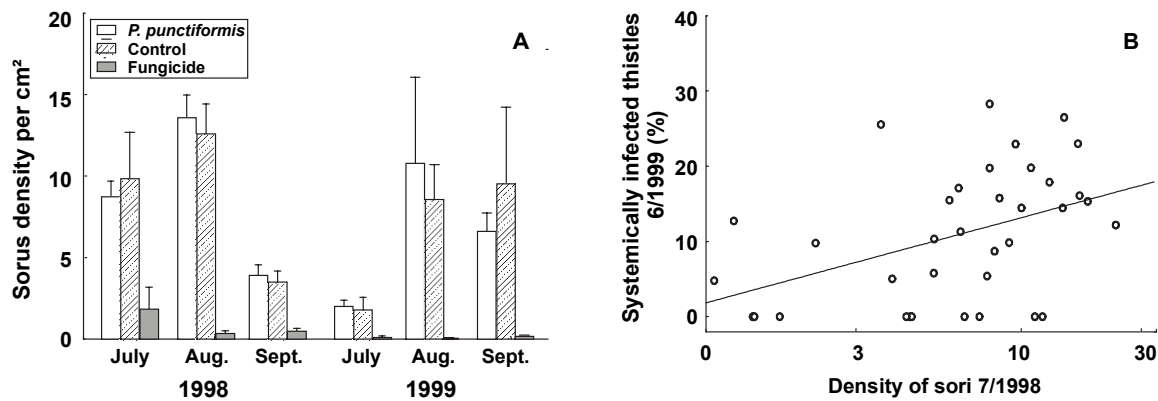 Sorus density per cm²
20
15
10
5
0
P. punctiformis
Control
Fungicide
A
July Aug. Sept. July Aug. Sept.
1998 1999
Systemically infected thistles
6/1999 (%)
40
30
20
10
0
B
0 3 10 30
Density of sori 7/1998